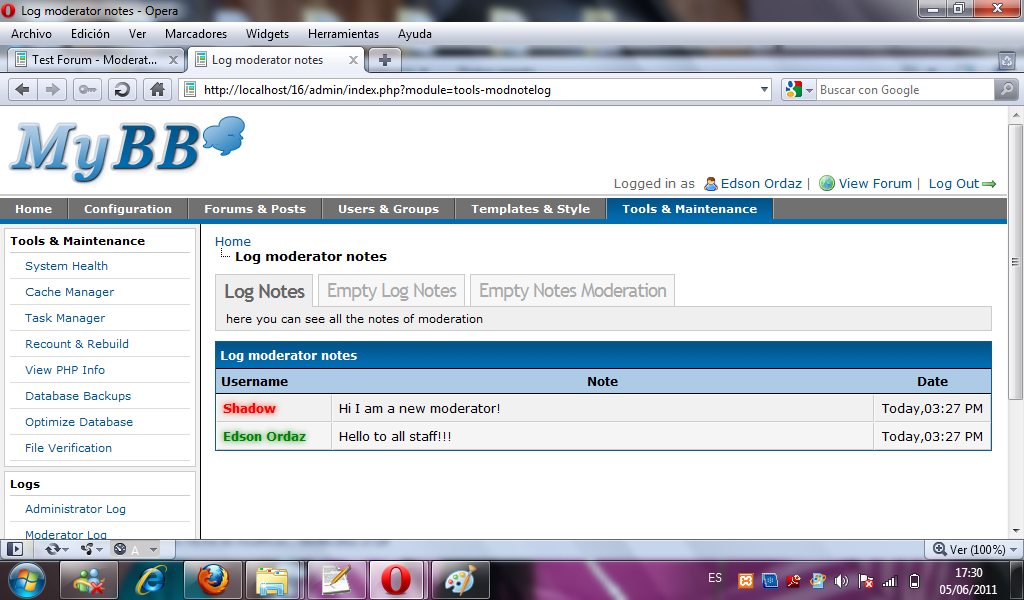 Log moderator notes - Opera
Archivo Edición Ver Marcadores Widgets Herramientas Ayuda
Test Forum - Moderat... Log moderator notes
http://localhost/16/admin/index.php?module=tools-modnotelog Buscar con Google
MyBB
Logged in as Edson Ordaz | View Forum | Log Out
Home Configuration Forums & Posts Users & Groups Templates & Style Tools & Maintenance
Tools & Maintenance
System Health
Cache Manager
Task Manager
Recount & Rebuild
View PHP Info
Database Backups
Optimize Database
File Verification
Logs
Administrator Log
Moderator Log
Home
Log moderator notes
Log Notes Empty Log Notes Empty Notes Moderation
here you can see all the notes of moderation
Log moderator notes
Username Note Date
Shadow Hi I am a new moderator! Today,03:27 PM
Edson Ordaz Hello to all staff!!! Today,03:27 PM
A Ver (100%)
ES 17:30
05/06/2011